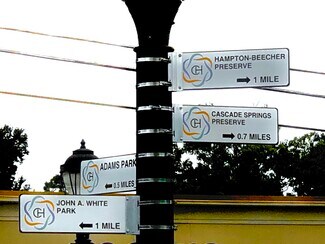 HAMPTON-BEECHER
PRESERVE
1 MILE
CASCADE SPRINGS
PRESERVE
0.7 MILES
ADAMS PARK
0.5 MILES
JOHN A. WHITE
PARK
1 MILE